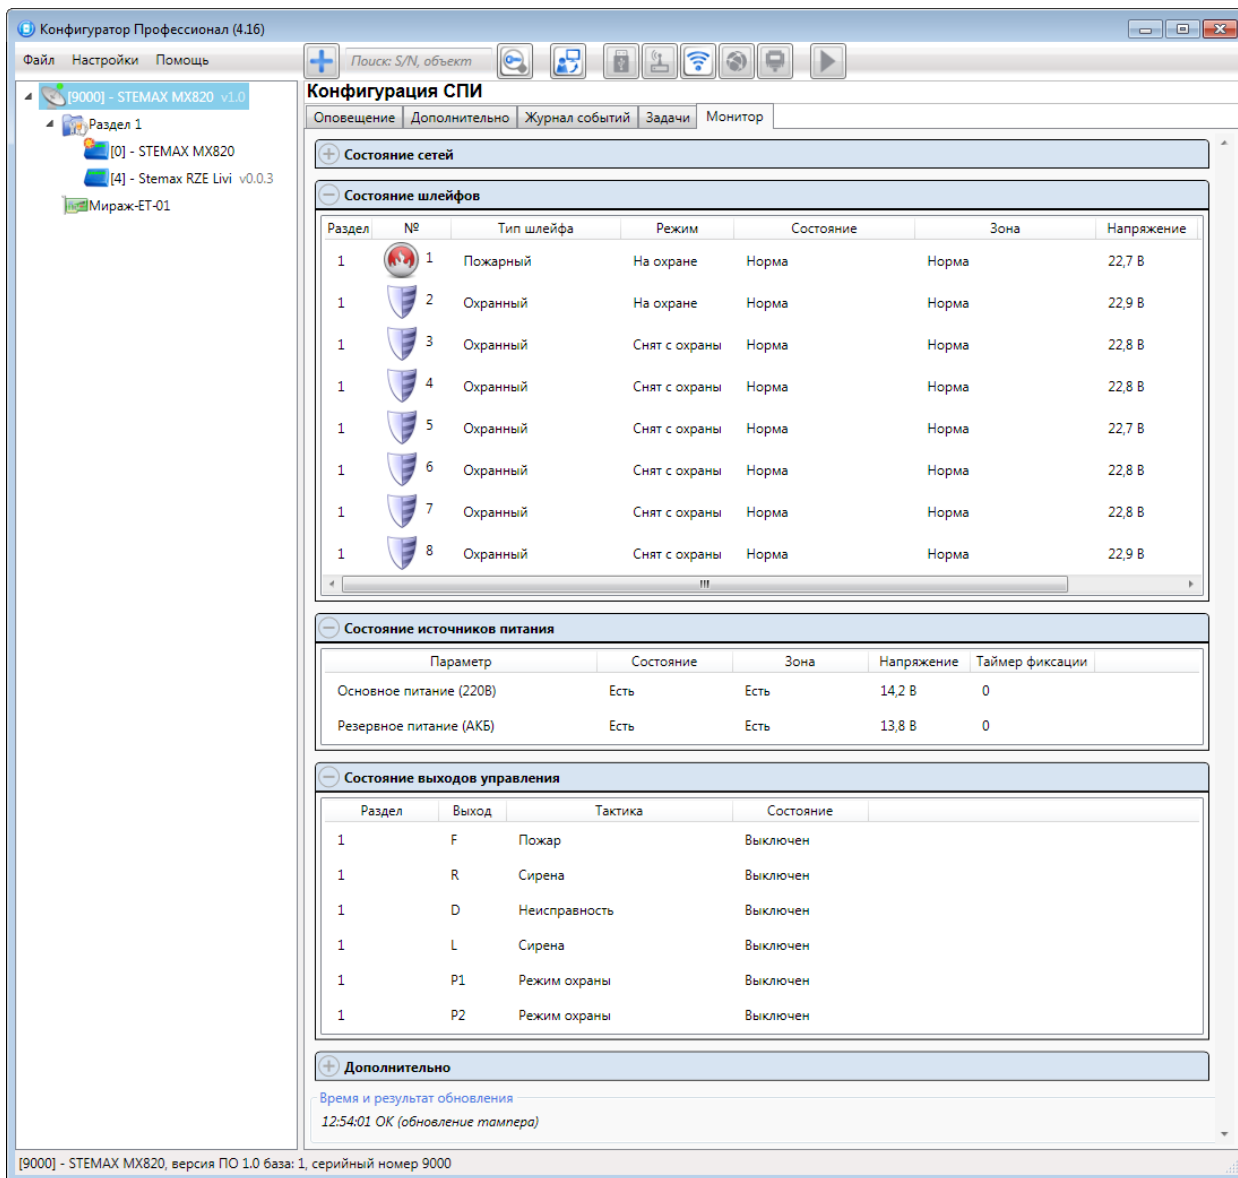 Конфигуратор Профессионал (4.16)
Файл Настройки Помощь
Поиск: S/N, объект
[9000] - STEMAX MX820 v1.0
Раздел 1
[0] - STEMAX MX820
[4] - Stemax RZE Livi v0.0.3
Мираж-ET-01
Конфигурация СПИ
Оповещение Дополнительно Журнал событий Задачи Монитор
Состояние сетей
Состояние шлейфов
Раздел № Тип шлейфа Режим Состояние Зона Напряжение
1 1 Пожарный На охране Норма Норма 22,7 В
1 2 Охранный На охране Норма Норма 22,9 В
1 3 Охранный Снят с охраны Норма Норма 22,8 В
1 4 Охранный Снят с охраны Норма Норма 22,8 В
1 5 Охранный Снят с охраны Норма Норма 22,7 В
1 6 Охранный Снят с охраны Норма Норма 22,8 В
1 7 Охранный Снят с охраны Норма Норма 22,8 В
1 8 Охранный Снят с охраны Норма Норма 22,9 В
Состояние источников питания
Параметр Состояние Зона Напряжение Таймер фиксации
Основное питание (220В) Есть Есть 14,2 В 0
Резервное питание (АКБ) Есть Есть 13,8 В 0
Состояние выходов управления
Раздел Выход Тактика Состояние
1 F Пожар Выключен
1 R Сирена Выключен
1 D Неисправность Выключен
1 L Сирена Выключен
1 P1 Режим охраны Выключен
1 P2 Режим охраны Выключен
Дополнительно
Время и результат обновления
12:54:01 OK (обновление тампера)
[9000] - STEMAX MX820, версия ПО 1.0 база: 1, серийный номер 9000